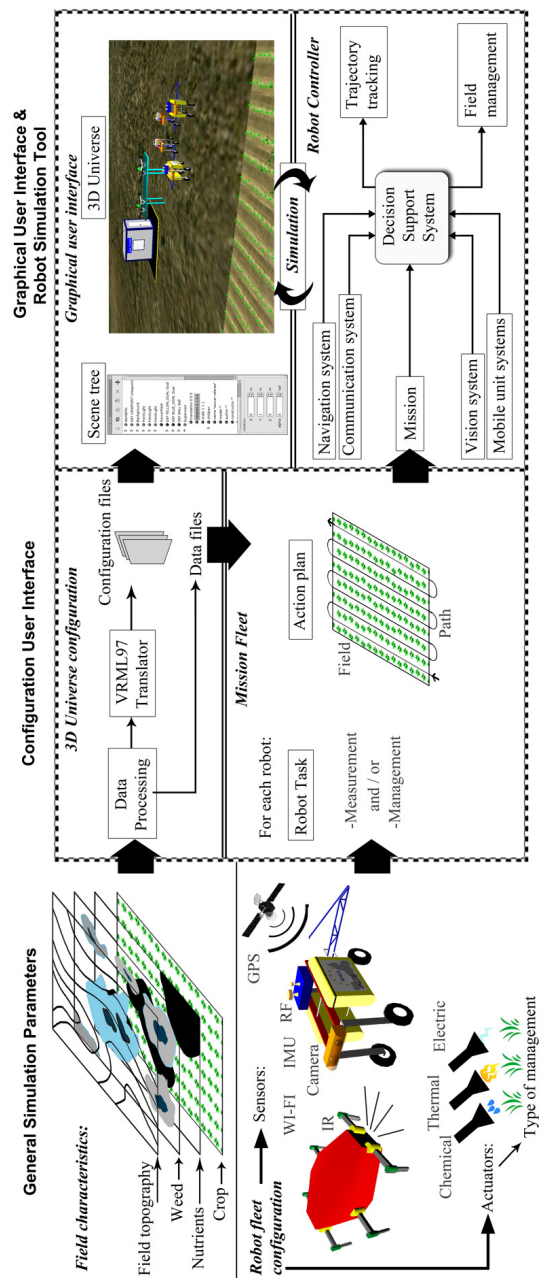 General Simulation Parameters
Field characteristics:
Field topography
Weed
Nutrients
Crop
Robot fleet
configuration
Sensors:
GPS
WI-FI
IMU
RF
Camera
IR
Chemical
Thermal
Electric
Actuators:
Type of management
Configuration User Interface
3D Universe configuration
Data
Processing
VRML97
Translator
Configuration files
Data files
Mission Fleet
For each robot:
Robot Task
-Measurement
and / or
-Management
Action plan
Field
Path
Graphical User Interface &
Robot Simulation Tool
Graphical user interface
Scene tree
3D Universe
Simulation
Robot Controller
Navigation system
Communication system
Mission
Vision system
Mobile unit systems
Decision
Support
System
Trajectory
tracking
Field
management